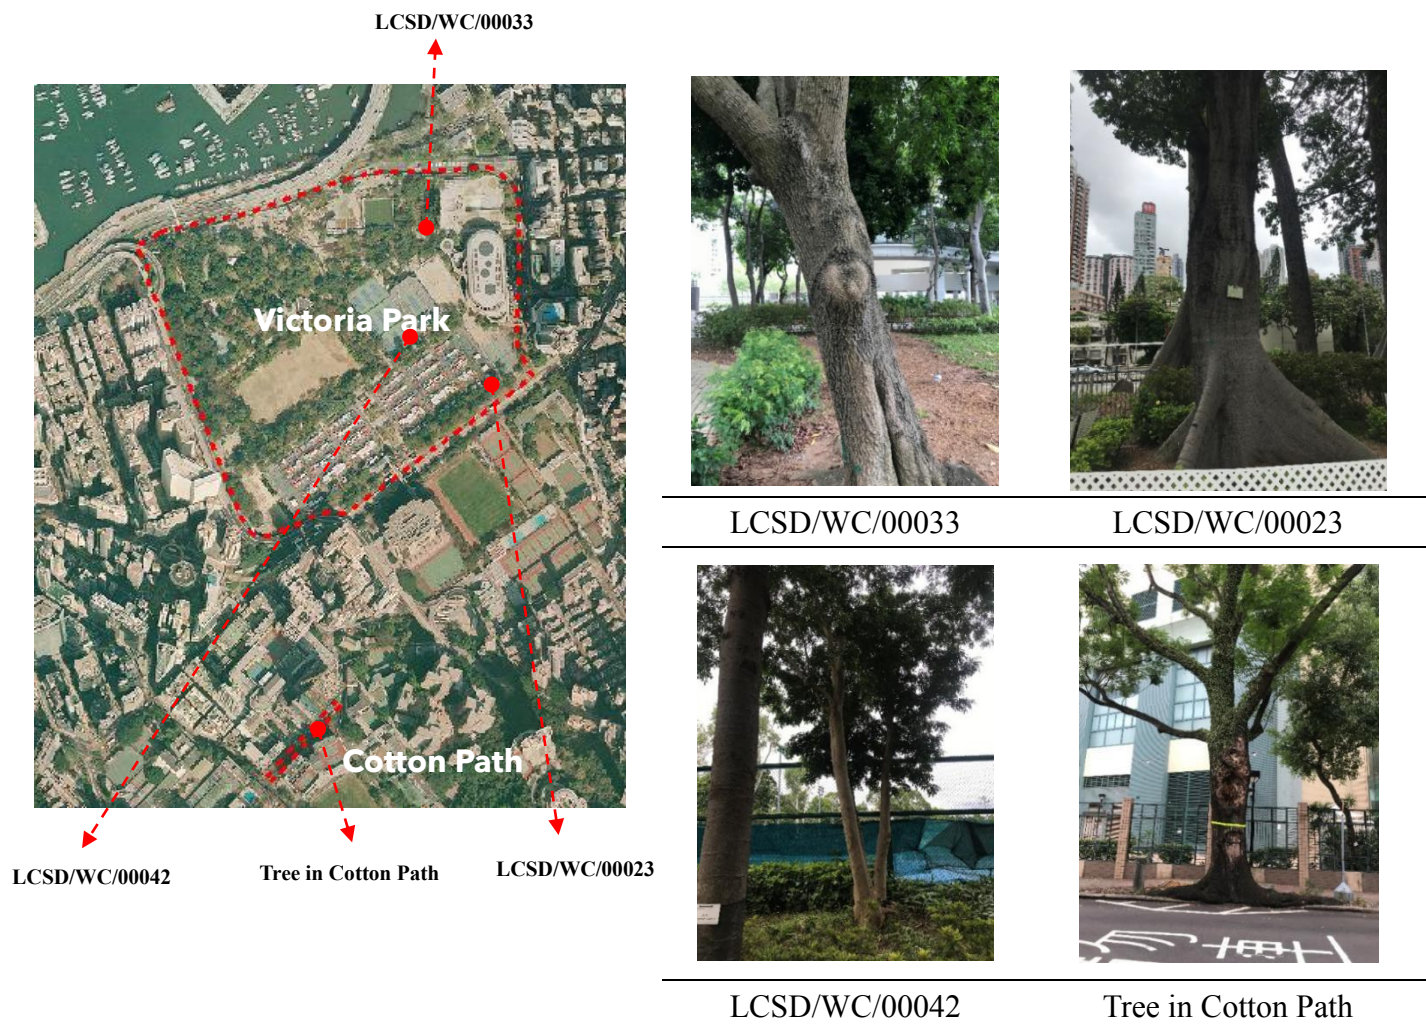 LCSD/WC/00033
Victoria Park
Cotton Path
LCSD/WC/00042
Tree in Cotton Path
LCSD/WC/00023
LCSD/WC/00033
LCSD/WC/00023
LCSD/WC/00042
Tree in Cotton Path